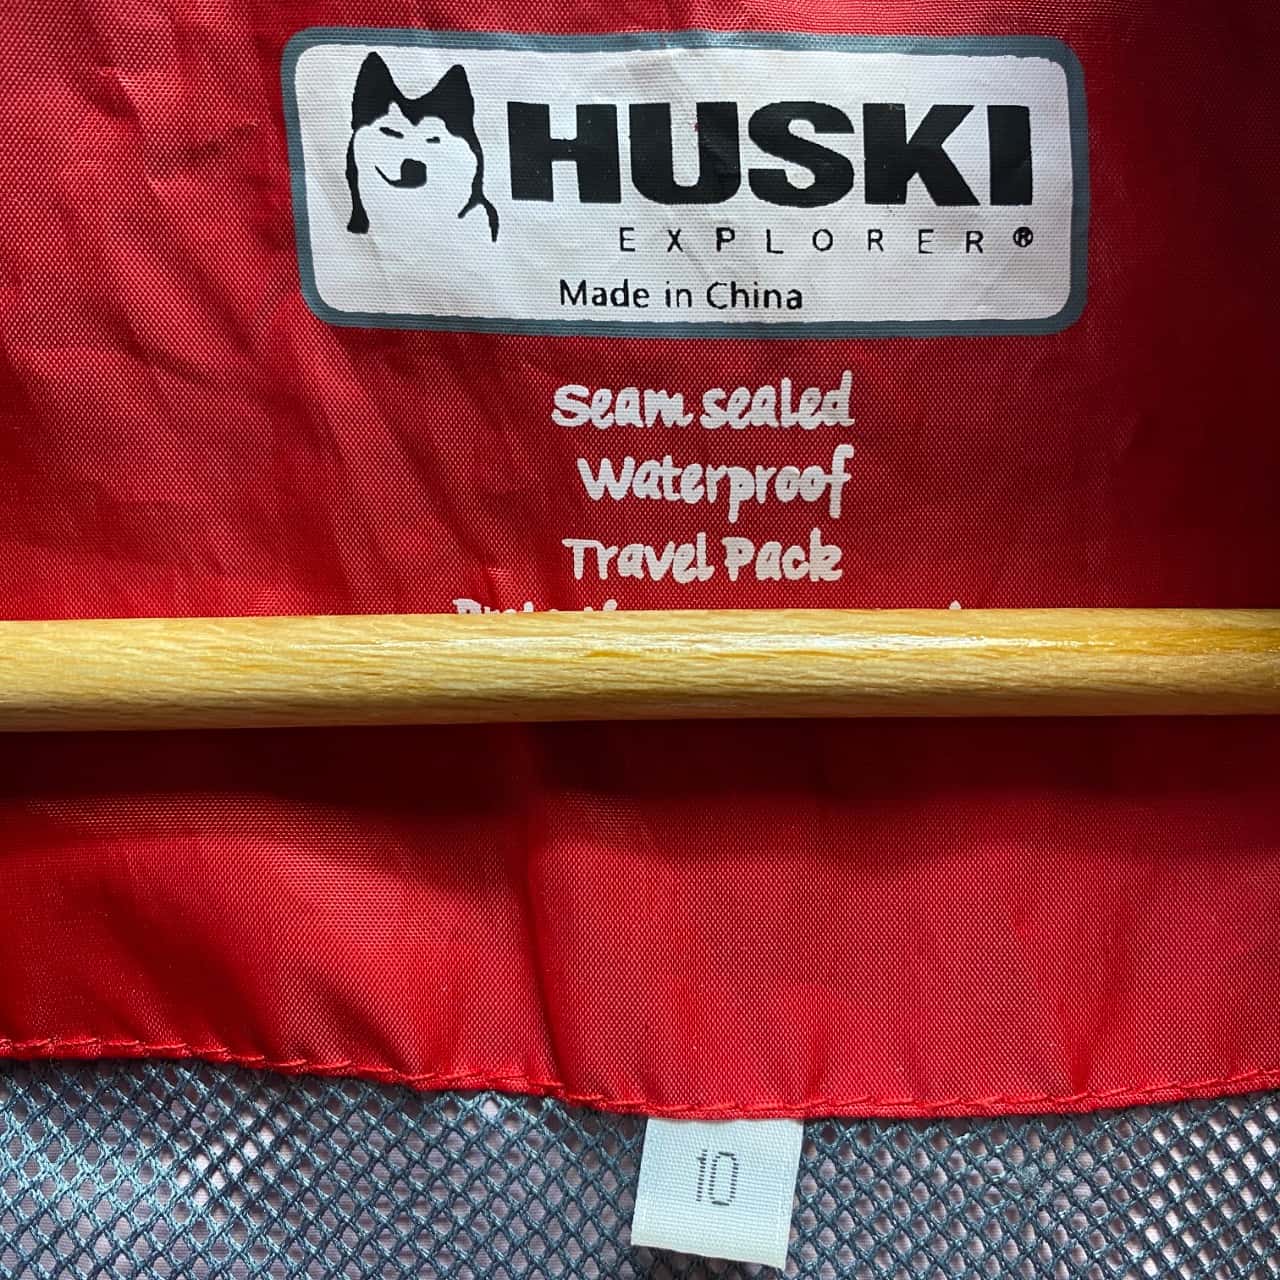 HUSKI
EXPLORER®
Made in China
Seam sealed
Waterproof
Travel Pack
10